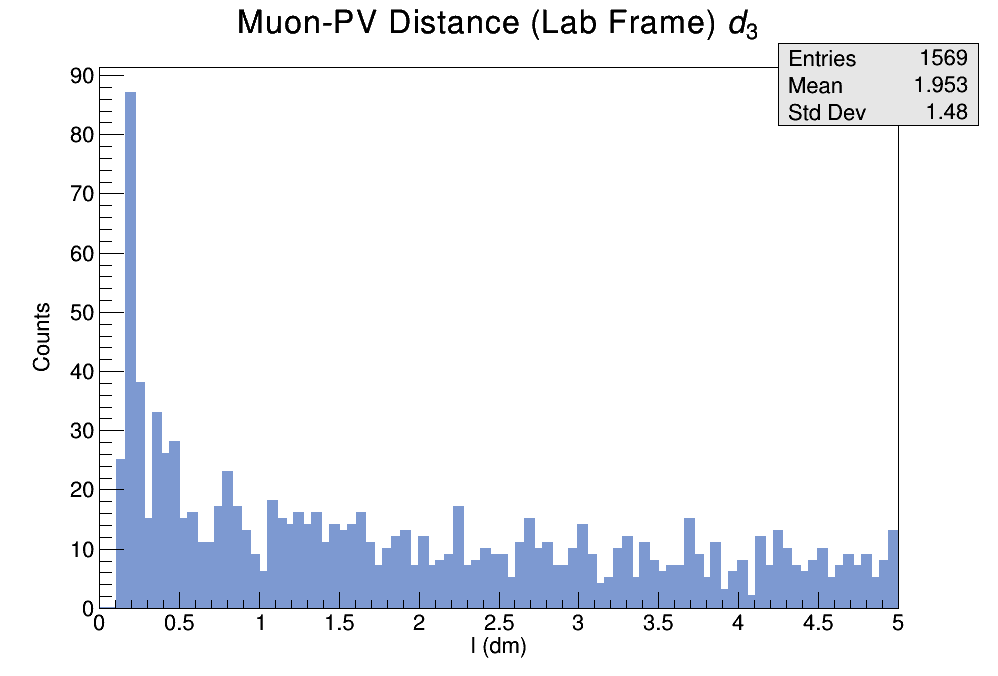 Muon-PV Distance (Lab Frame) d₃
Entries 1569
Mean 1.953
Std Dev 1.48
90
80
70
60
50
40
30
20
10
0
Counts
0 0.5 1 1.5 2 2.5 3 3.5 4 4.5 5
l (dm)